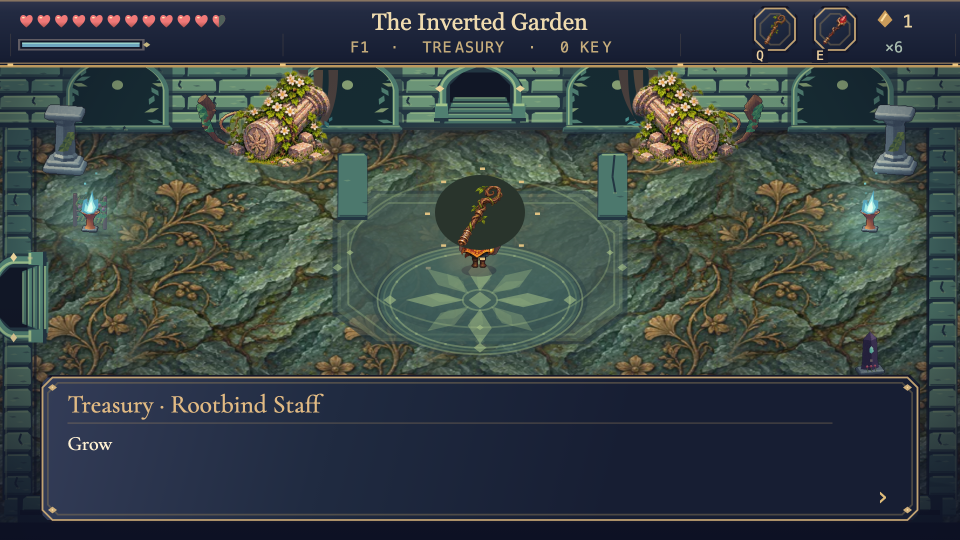 The Inverted Garden
F1 · TREASURY · 0 KEY
Q
E
1
×6
Treasury · Rootbind Staff
Grow